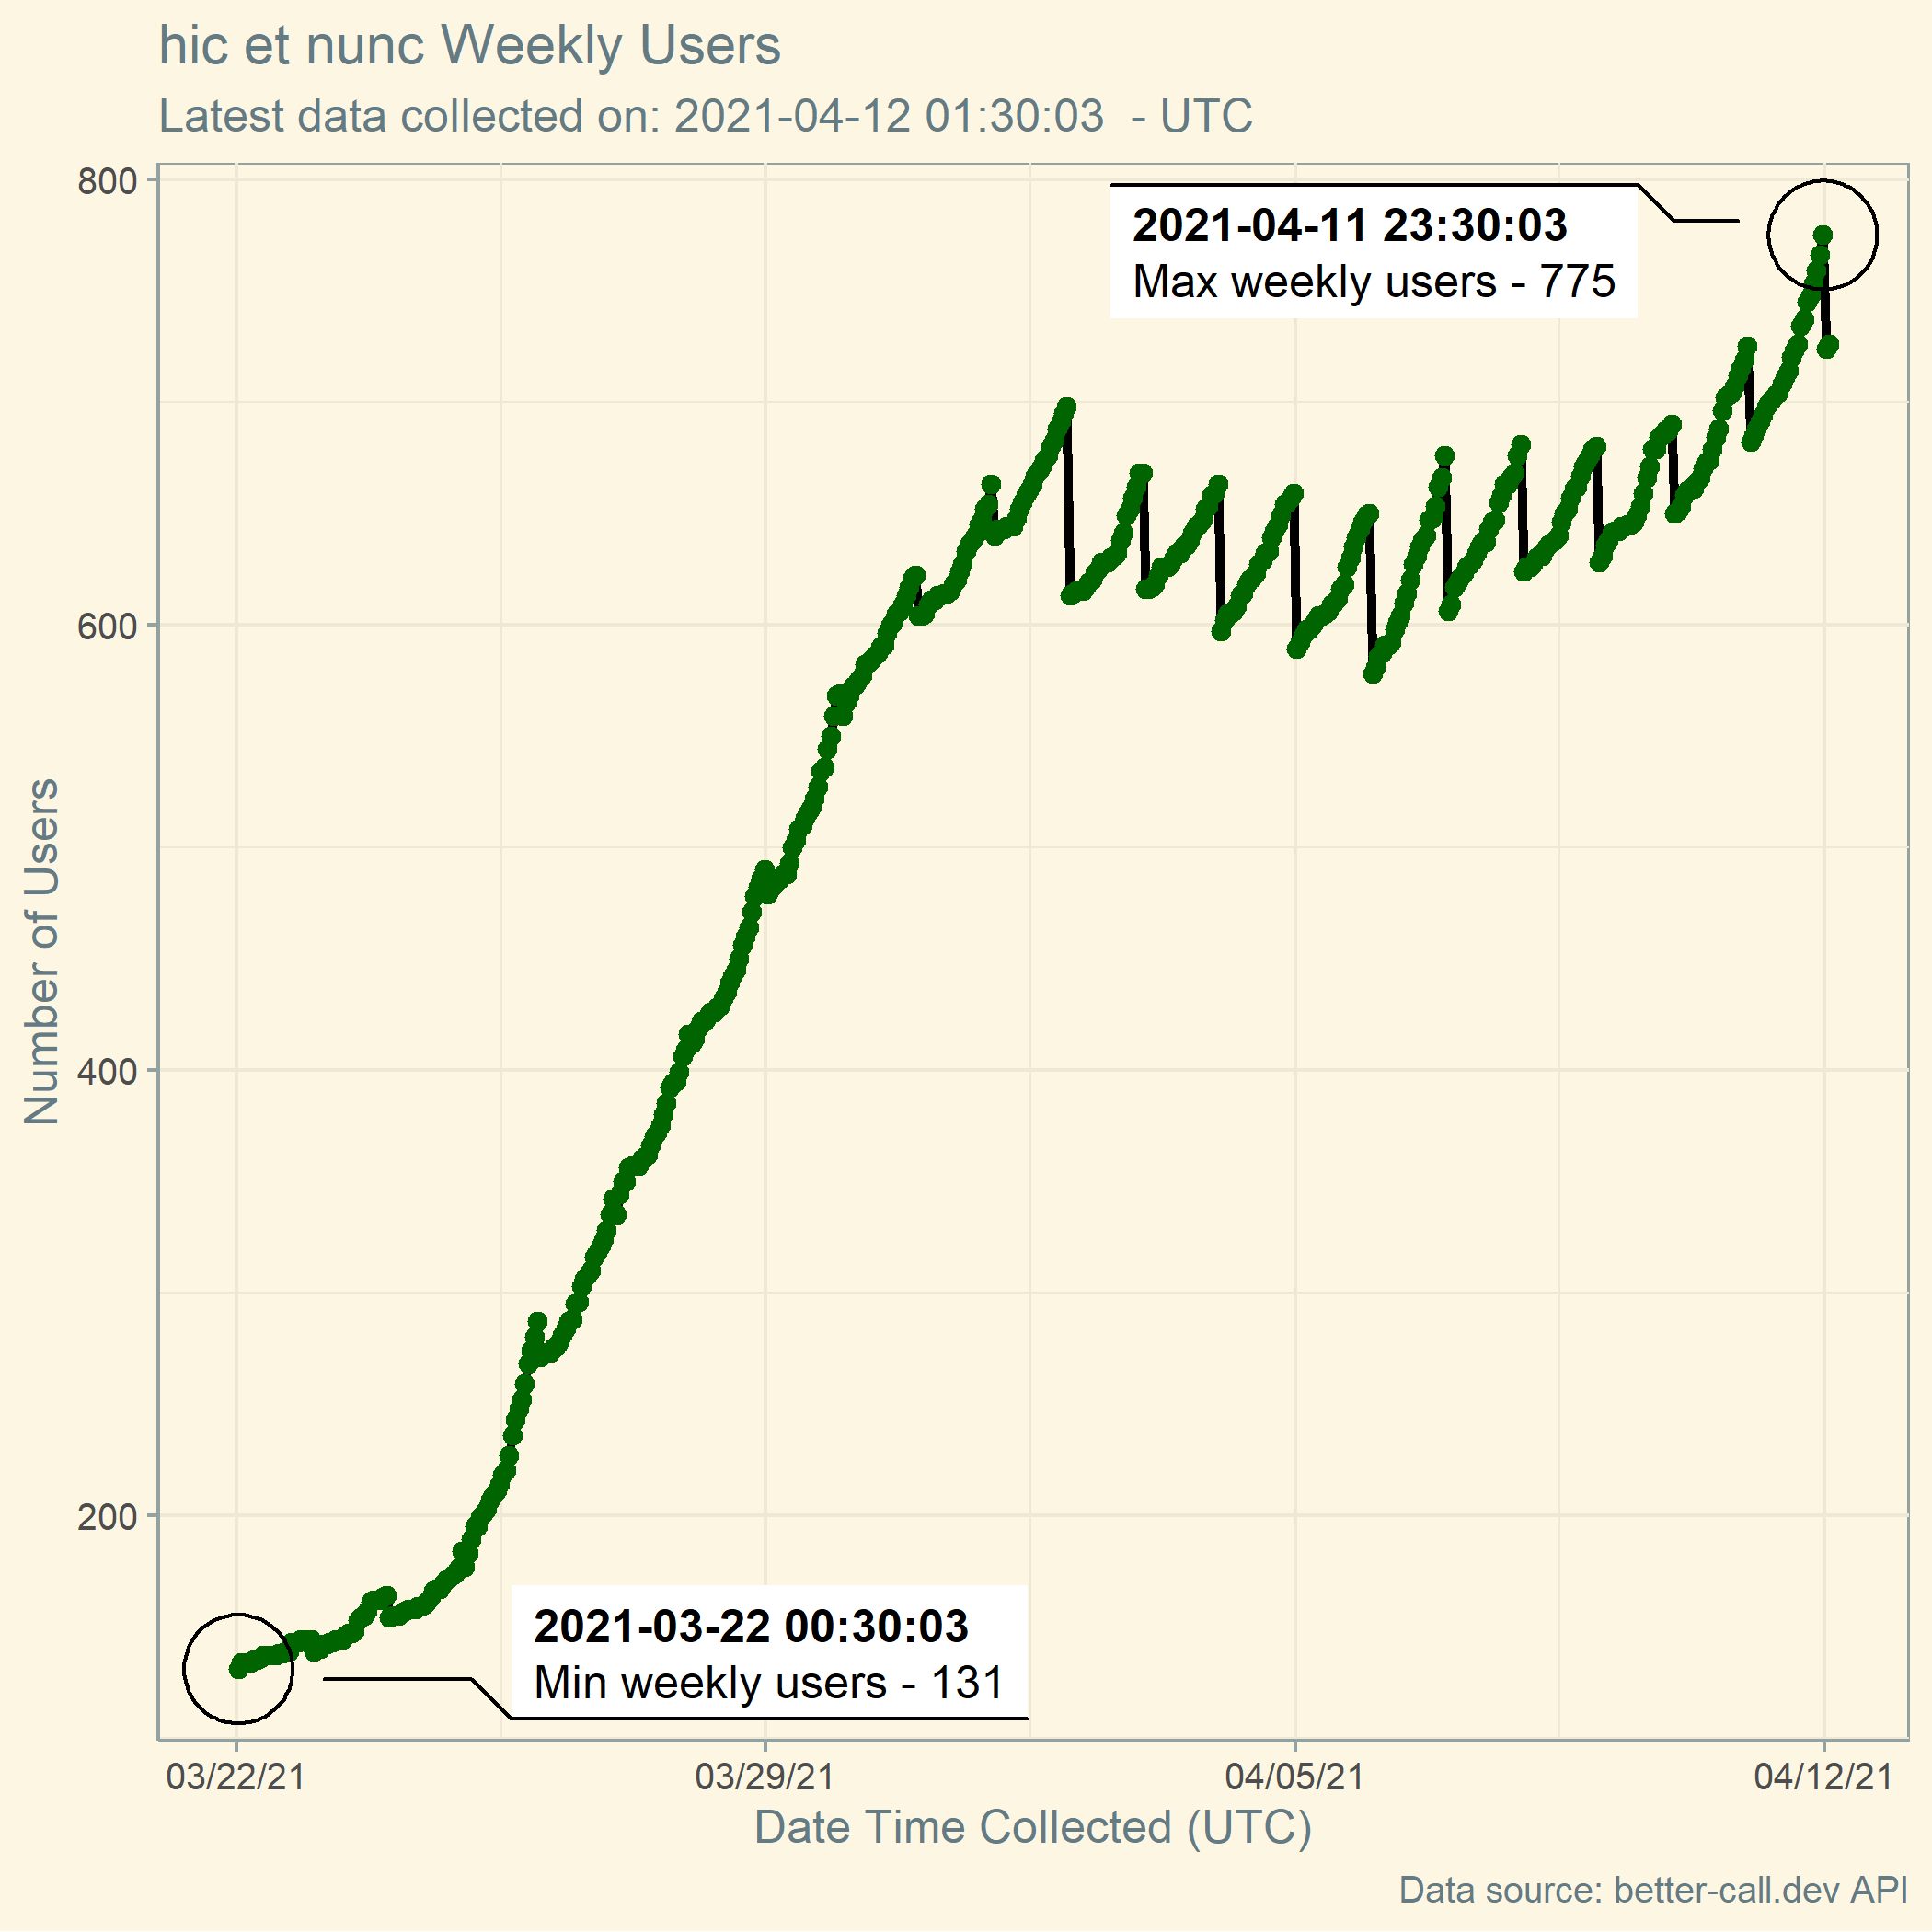 hic et nunc Weekly Users
Latest data collected on: 2021-04-12 01:30:03  - UTC
800
2021-04-11 23:30:03
Max weekly users - 775
600
Number of Users
400
200
2021-03-22 00:30:03
Min weekly users - 131
03/22/21
03/29/21
04/05/21
04/12/21
Date Time Collected (UTC)
Data source: better-call.dev API